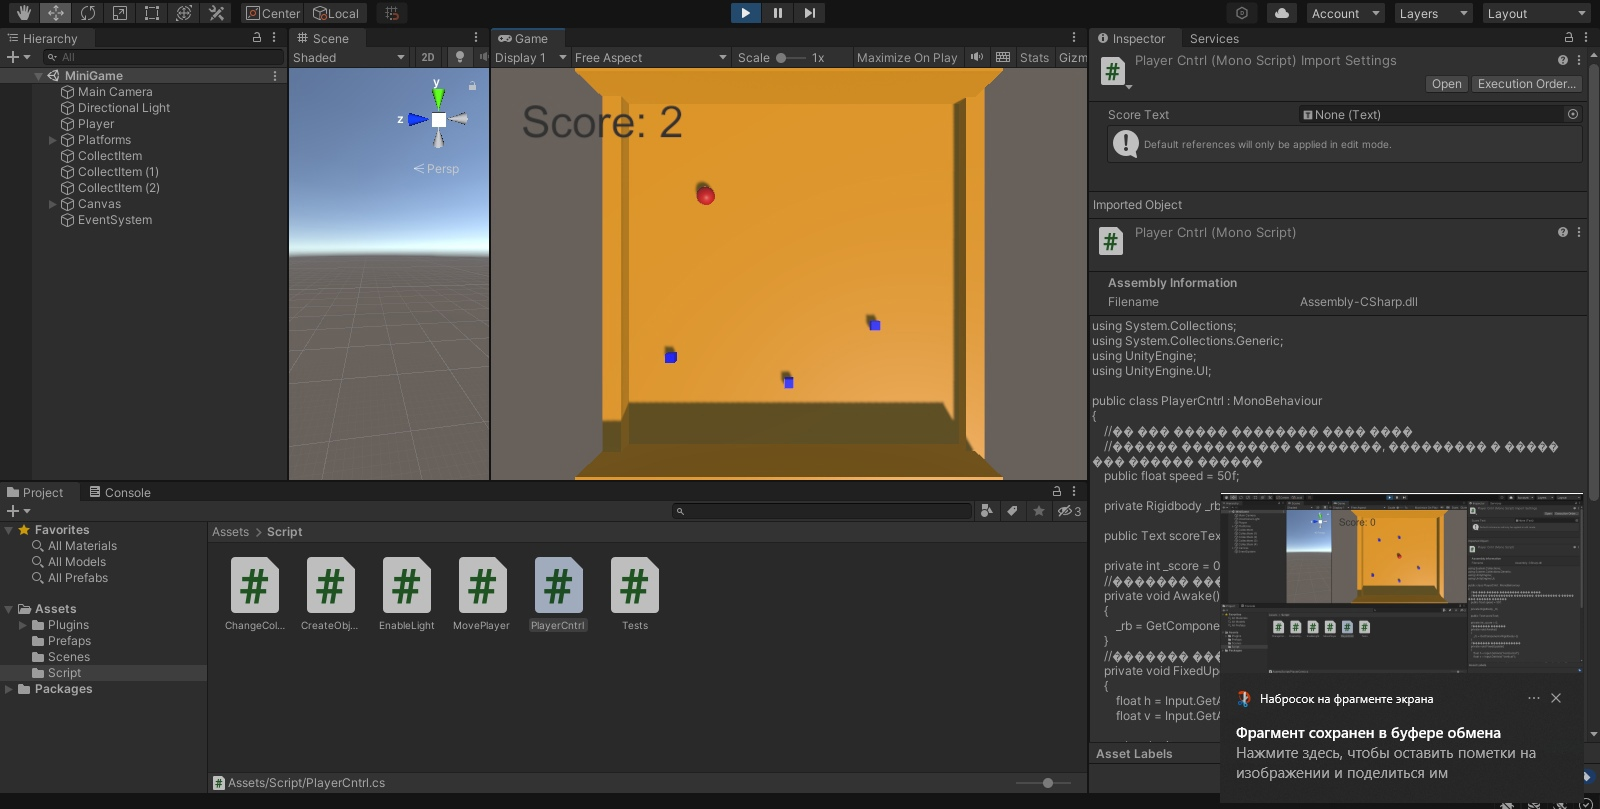 Center
Local
Account
Layers
Layout
Hierarchy
All
MiniGame
Main Camera
Directional Light
Player
Platforms
CollectItem
CollectItem (1)
CollectItem (2)
Canvas
EventSystem
Scene
Shaded
2D
y
z
Persp
Game
Display 1
Free Aspect
Scale
1x
Maximize On Play
Stats
Gizm
Score: 2
Inspector
Services
Player Cntrl (Mono Script) Import Settings
Open
Execution Order...
Score Text
None (Text)
Default references will only be applied in edit mode.
Imported Object
Player Cntrl (Mono Script)
Assembly Information
Filename
Assembly-CSharp.dll
using System.Collections;
using System.Collections.Generic;
using UnityEngine;
using UnityEngine.UI;
public class PlayerCntrl : MonoBehaviour
{
//�� ��� ����� �������� ���� ����
//������ ���������� ��������, ��������� � �����
��� ������ ������
public float speed = 50f;
private Rigidbody _rb
public Text scoreTex
private int _score = 0
//������� ���
private void Awake()
{
_rb = GetCompone
}
//������� ���
private void FixedUp
{
float h = Input.GetA
float v = Input.GetA
Asset Labels
Project
Console
3
Favorites
All Materials
All Models
All Prefabs
Assets
Plugins
Prefaps
Scenes
Script
Packages
Assets > Script
ChangeCol...
CreateObj...
EnableLight
MovePlayer
PlayerCntrl
Tests
Assets/Script/PlayerCntrl.cs
Score: 0
Набросок на фрагменте экрана
Фрагмент сохранен в буфере обмена
Нажмите здесь, чтобы оставить пометки на
изображении и поделиться им